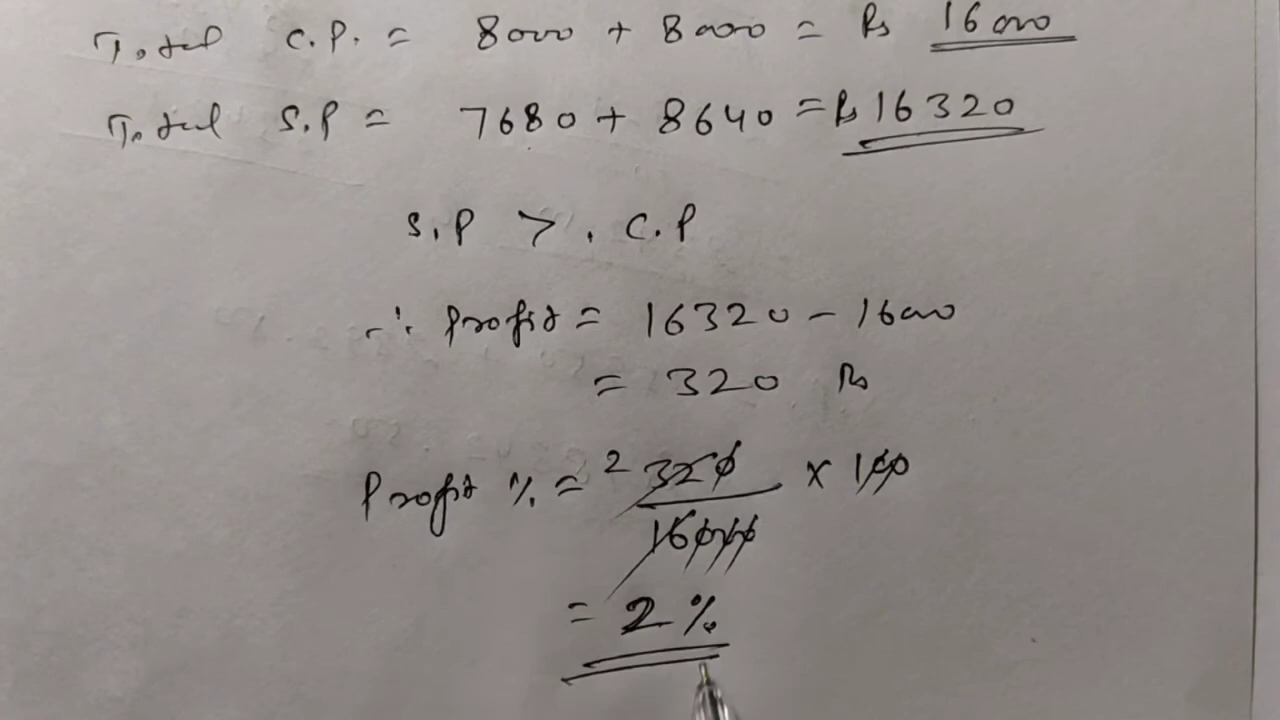 Total C.P. = 8000 + 8000 = Rs 16000
Total S.P = 7680 + 8640 = Rs 16320
S.P > . C.P
∴ Profit = 16320 - 16000
= 320 Rs
Profit % = 2 320/16000 x 100
= 2%